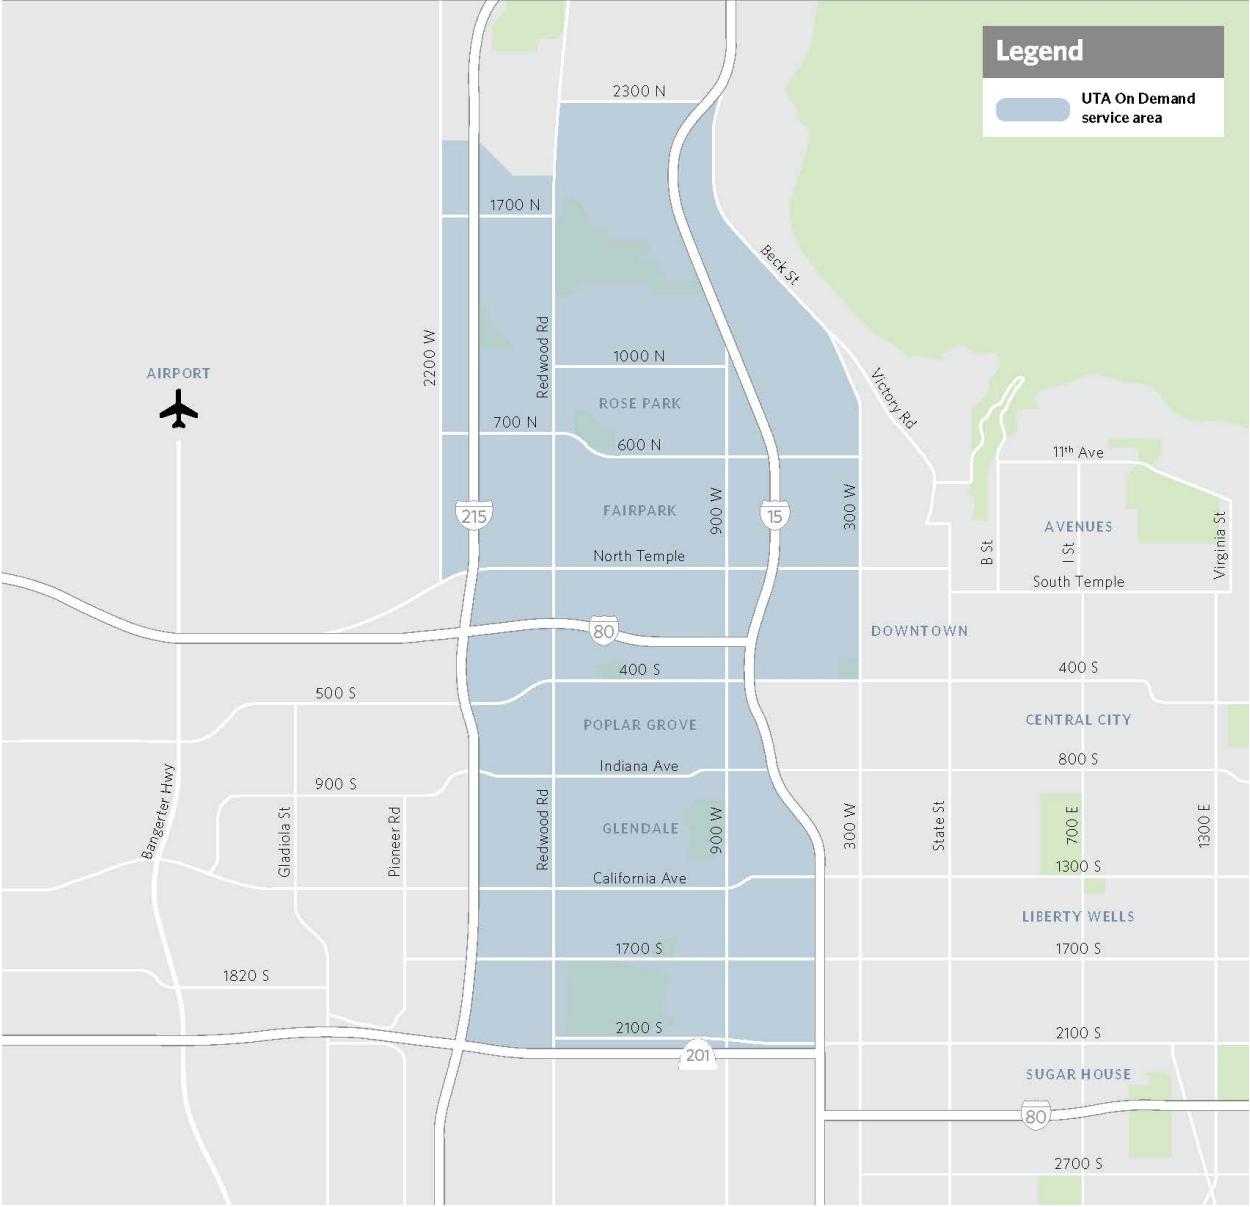 Legend
UTA On Demand
service area
2300 N
1700 N
Beck St
2200 W
Redwood Rd
1000 N
AIRPORT
Victory Rd
ROSE PARK
700 N
600 N
11th Ave
900 W
300 W
215
FAIRPARK
15
AVENUES
B St
I St
Virginia St
North Temple
South Temple
80
DOWNTOWN
400 S
400 S
500 S
POPLAR GROVE
CENTRAL CITY
Indiana Ave
800 S
900 S
Bangerter Hwy
Gladiola St
Pioneer Rd
Redwood Rd
GLENDALE
900 W
300 W
State St
700 E
1300 E
1300 S
California Ave
LIBERTY WELLS
1700 S
1700 S
1820 S
2100 S
2100 S
201
SUGAR HOUSE
80
2700 S